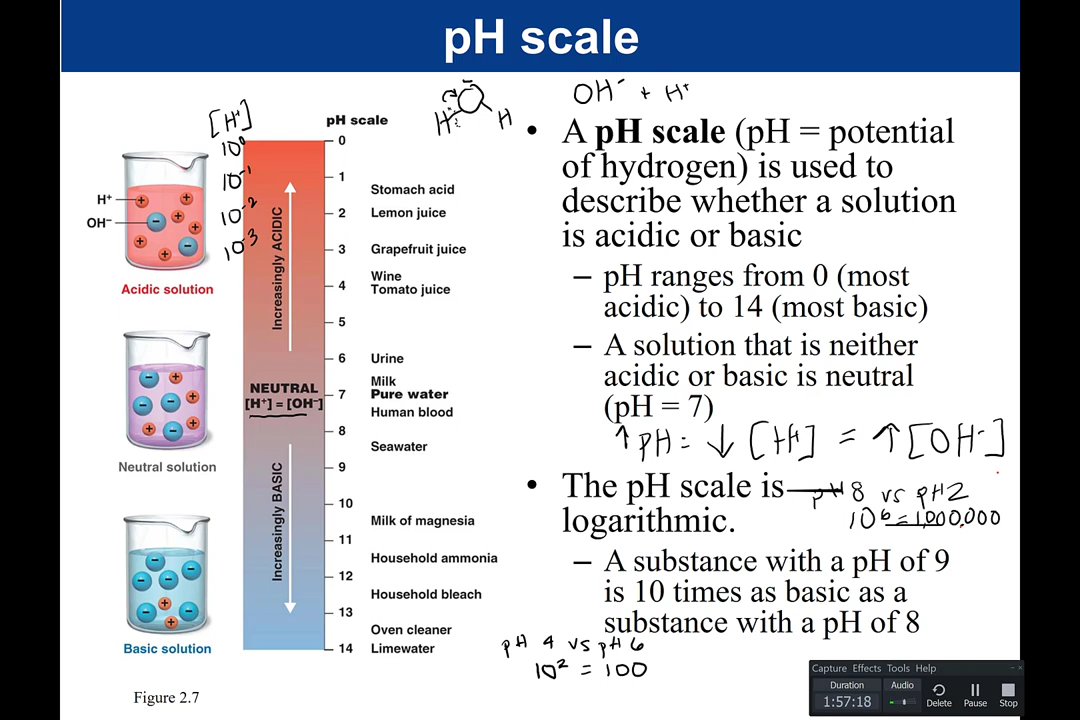 pH scale
OH⁻ + H⁺
H H
[H⁺]
10⁰
10⁻¹
10⁻²
10⁻³
pH scale
0
1
2
3
4
5
6
7
8
9
10
11
12
13
14
Increasingly ACIDIC
NEUTRAL
[H⁺] = [OH⁻]
Increasingly BASIC
Stomach acid
Lemon juice
Grapefruit juice
Wine
Tomato juice
Urine
Milk
Pure water
Human blood
Seawater
Milk of magnesia
Household ammonia
Household bleach
Oven cleaner
Limewater
H⁺
OH⁻
Acidic solution
Neutral solution
Basic solution
Figure 2.7
• A pH scale (pH = potential
of hydrogen) is used to
describe whether a solution
is acidic or basic
– pH ranges from 0 (most
acidic) to 14 (most basic)
– A solution that is neither
acidic or basic is neutral
(pH = 7)
↑ pH = ↓ [H⁺] = ↑ [OH⁻]
• The pH scale is
logarithmic.
pH 8 vs pH 2
10⁶ = 1,000,000
– A substance with a pH of 9
is 10 times as basic as a
substance with a pH of 8
pH 4 vs pH 6
10² = 100
Capture Effects Tools Help
Duration
1:57:18
Audio
Delete
Pause
Stop